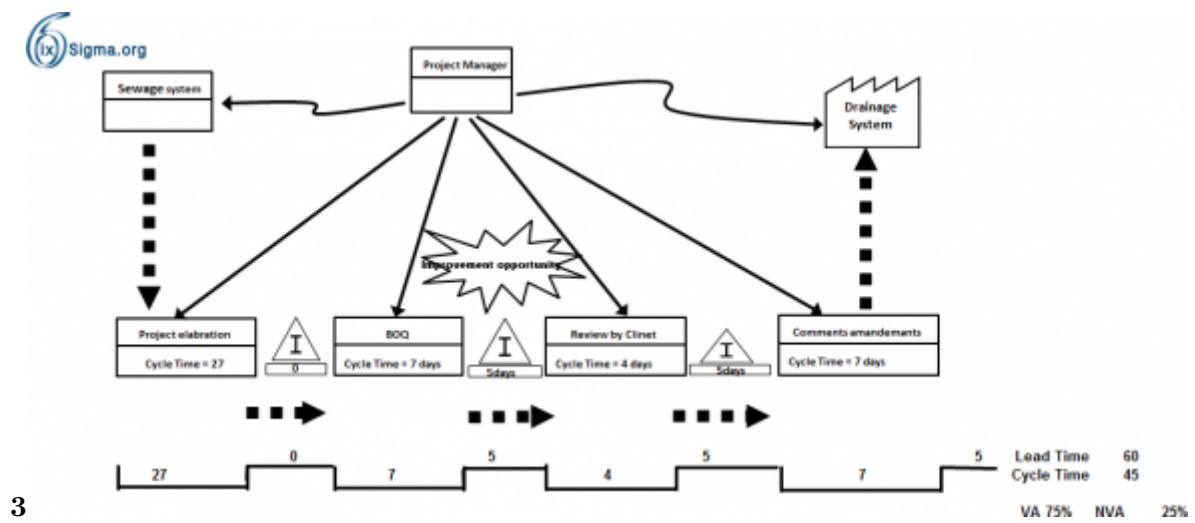 6ixSigma.org
Project Manager
Sewage system
Drainage
System
Improvement opportunity
Project elabration
BOQ
Review by Clinet
Comments amandemants
Cycle Time = 27
I
0
Cycle Time = 7 days
I
5days
Cycle Time = 4 days
I
5days
Cycle Time = 7 days
27
0
7
5
4
5
7
5
Lead Time 60
Cycle Time 45
3
VA 75% NVA 25%